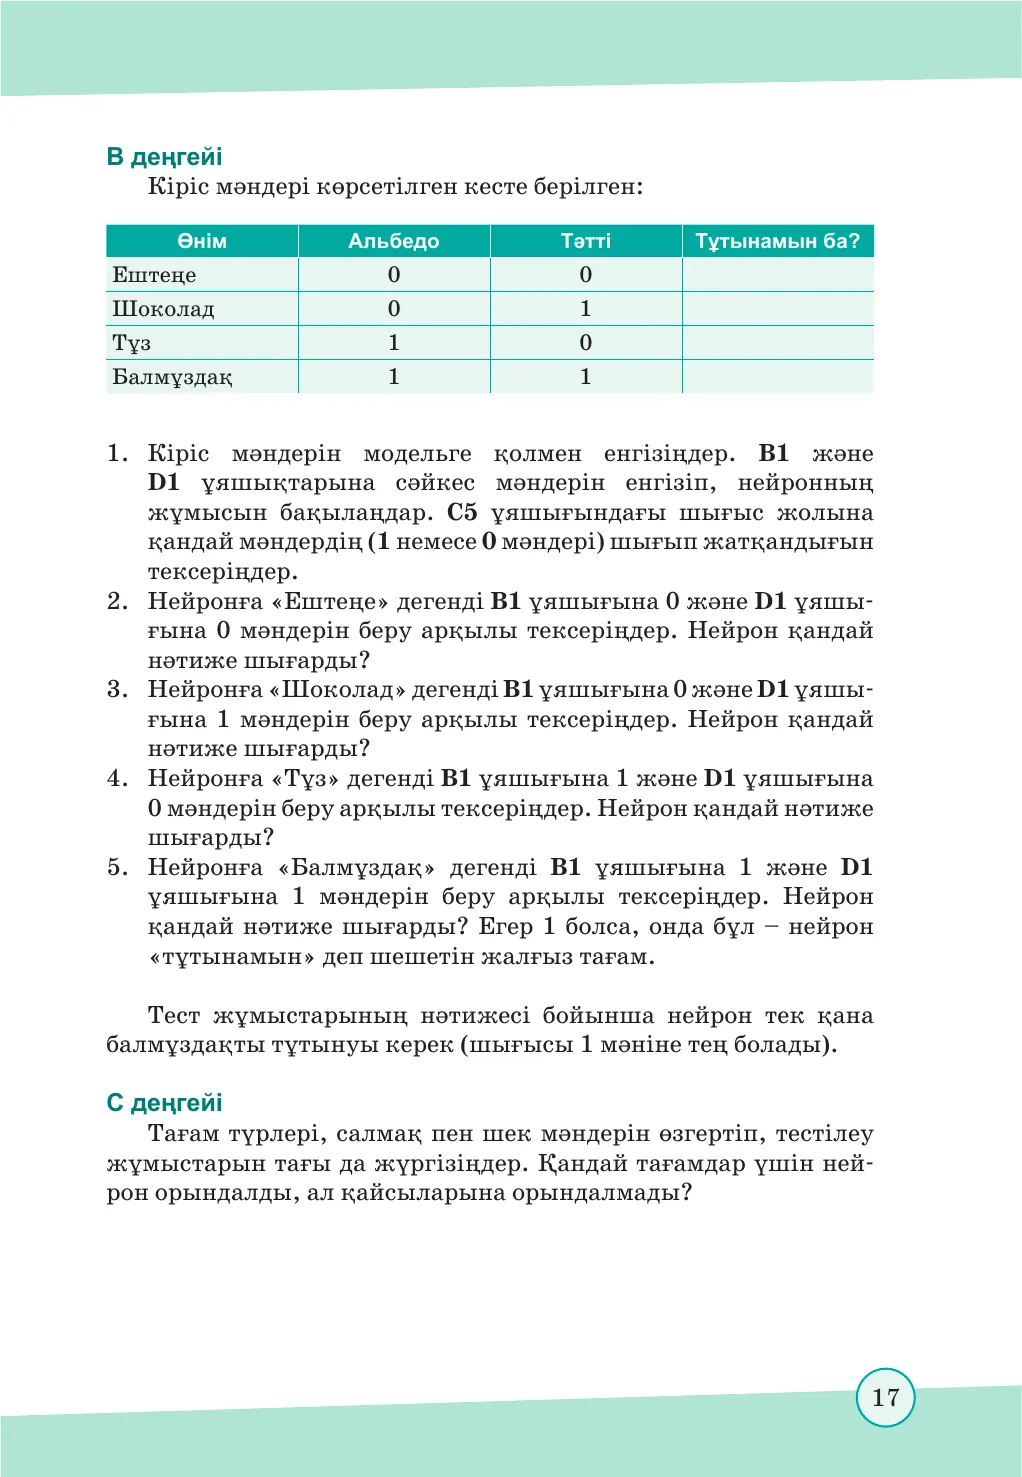 В деңгейі
Кіріс мәндері көрсетілген кесте берілген:
Өнім Альбедо Тәтті Тұтынамын ба?
Ештеңе 0 0
Шоколад 0 1
Тұз 1 0
Балмұздақ 1 1
1. Кіріс мәндерін модельге қолмен енгізіңдер. B1 және
D1 ұяшықтарына сәйкес мәндерін енгізіп, нейронның
жұмысын бақылаңдар. C5 ұяшығындағы шығыс жолына
қандай мәндердің (1 немесе 0 мәндері) шығып жатқандығын
тексеріңдер.
2. Нейронға «Ештеңе» дегенді B1 ұяшығына 0 және D1 ұяшы-
ғына 0 мәндерін беру арқылы тексеріңдер. Нейрон қандай
нәтиже шығарды?
3. Нейронға «Шоколад» дегенді B1 ұяшығына 0 және D1 ұяшы-
ғына 1 мәндерін беру арқылы тексеріңдер. Нейрон қандай
нәтиже шығарды?
4. Нейронға «Тұз» дегенді B1 ұяшығына 1 және D1 ұяшығына
0 мәндерін беру арқылы тексеріңдер. Нейрон қандай нәтиже
шығарды?
5. Нейронға «Балмұздақ» дегенді B1 ұяшығына 1 және D1
ұяшығына 1 мәндерін беру арқылы тексеріңдер. Нейрон
қандай нәтиже шығарды? Егер 1 болса, онда бұл – нейрон
«тұтынамын» деп шешетін жалғыз тағам.
Тест жұмыстарының нәтижесі бойынша нейрон тек қана
балмұздақты тұтынуы керек (шығысы 1 мәніне тең болады).
С деңгейі
Тағам түрлері, салмақ пен шек мәндерін өзгертіп, тестілеу
жұмыстарын тағы да жүргізіңдер. Қандай тағамдар үшін ней-
рон орындалды, ал қайсыларына орындалмады?
17